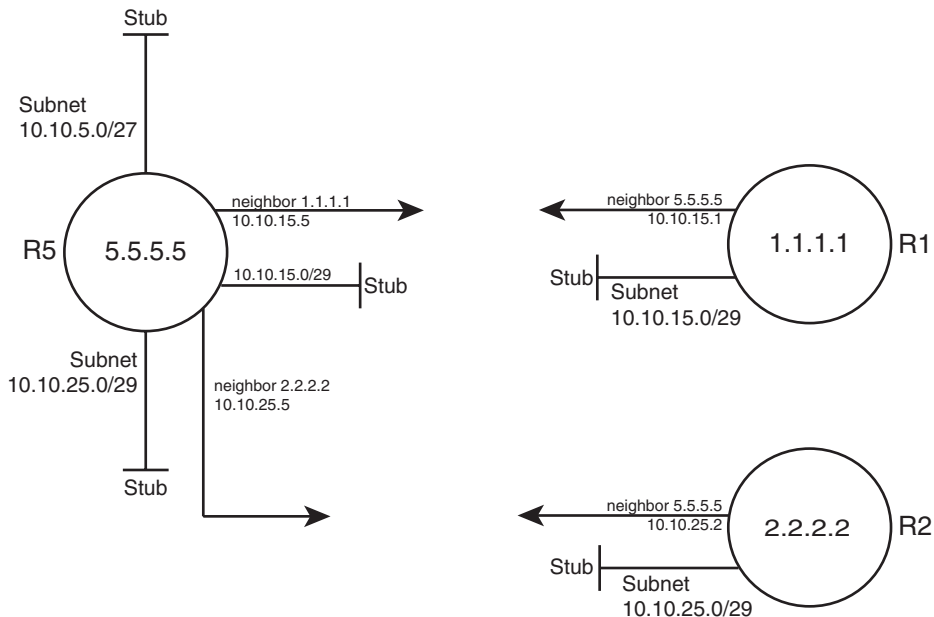 Stub
Subnet
10.10.5.0/27
R5
5.5.5.5
neighbor 1.1.1.1
10.10.15.5
10.10.15.0/29
Stub
Subnet
10.10.25.0/29
neighbor 2.2.2.2
10.10.25.5
Stub
neighbor 5.5.5.5
10.10.15.1
1.1.1.1
R1
Stub
Subnet
10.10.15.0/29
neighbor 5.5.5.5
10.10.25.2
2.2.2.2
R2
Stub
Subnet
10.10.25.0/29